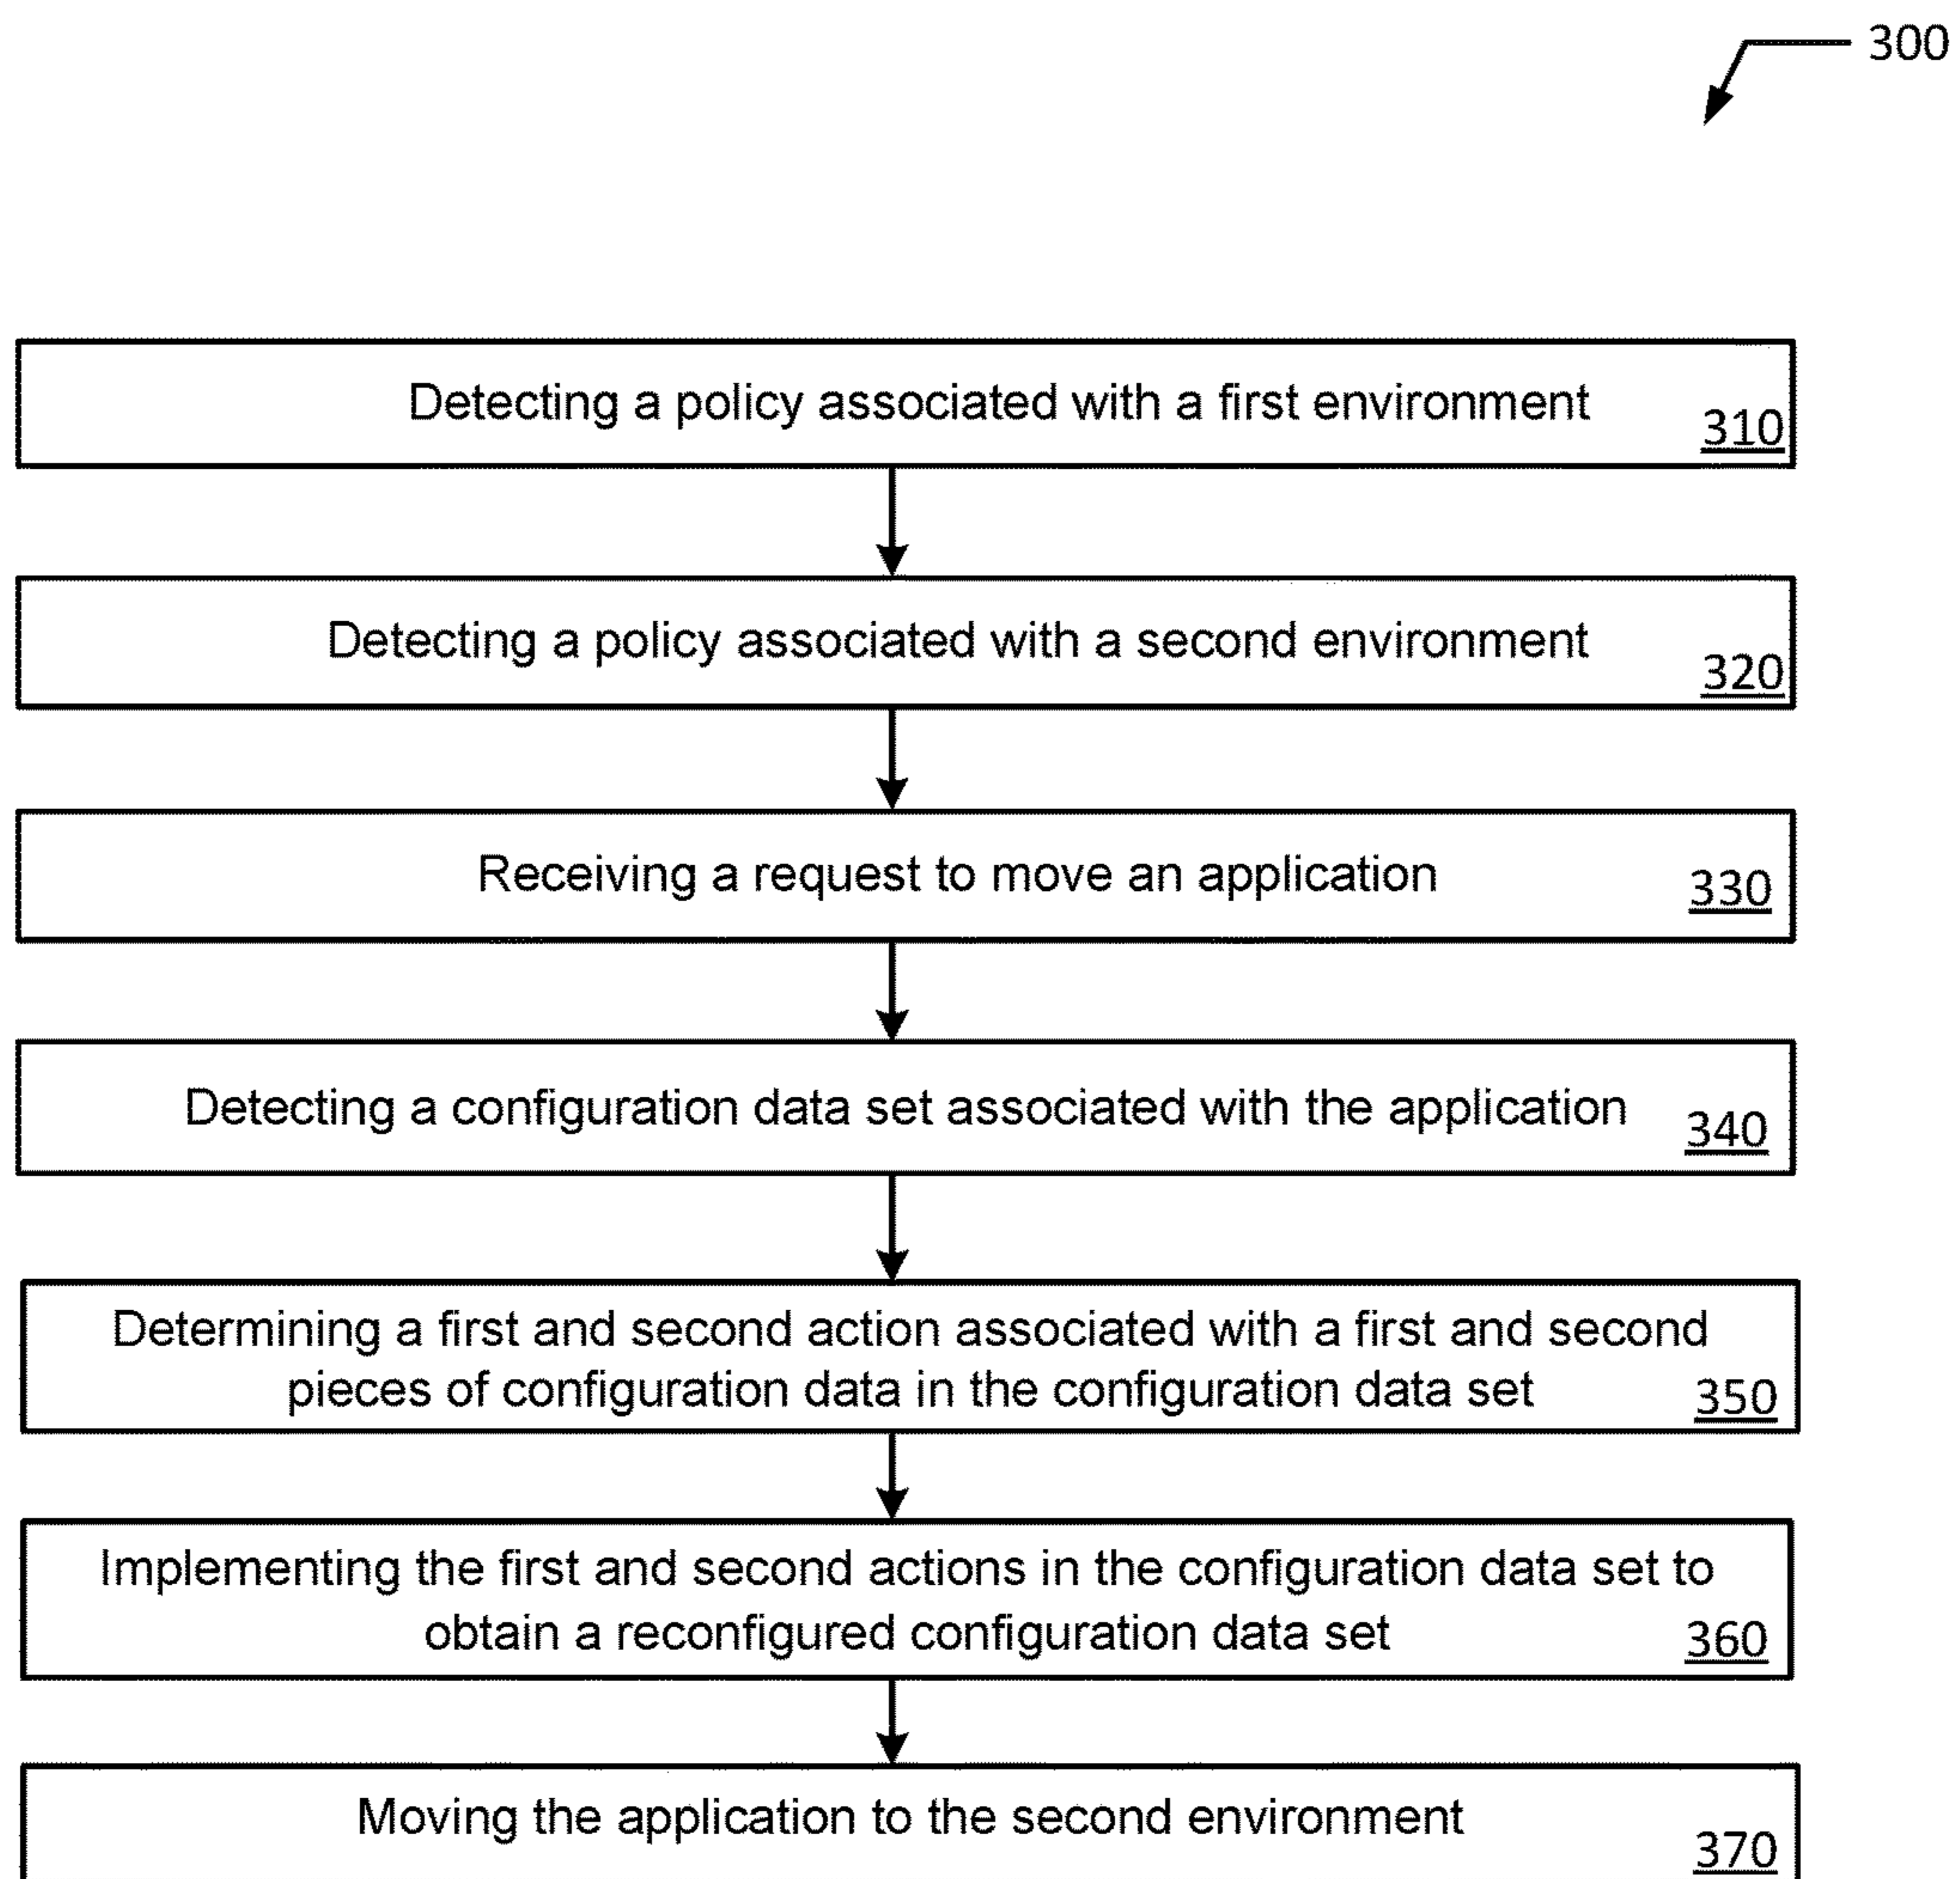 300
Detecting a policy associated with a first environment
310
Detecting a policy associated with a second environment
320
Receiving a request to move an application
330
Detecting a configuration data set associated with the application
340
Determining a first and second action associated with a first and second
pieces of configuration data in the configuration data set
350
Implementing the first and second actions in the configuration data set to
obtain a reconfigured configuration data set
360
Moving the application to the second environment
370